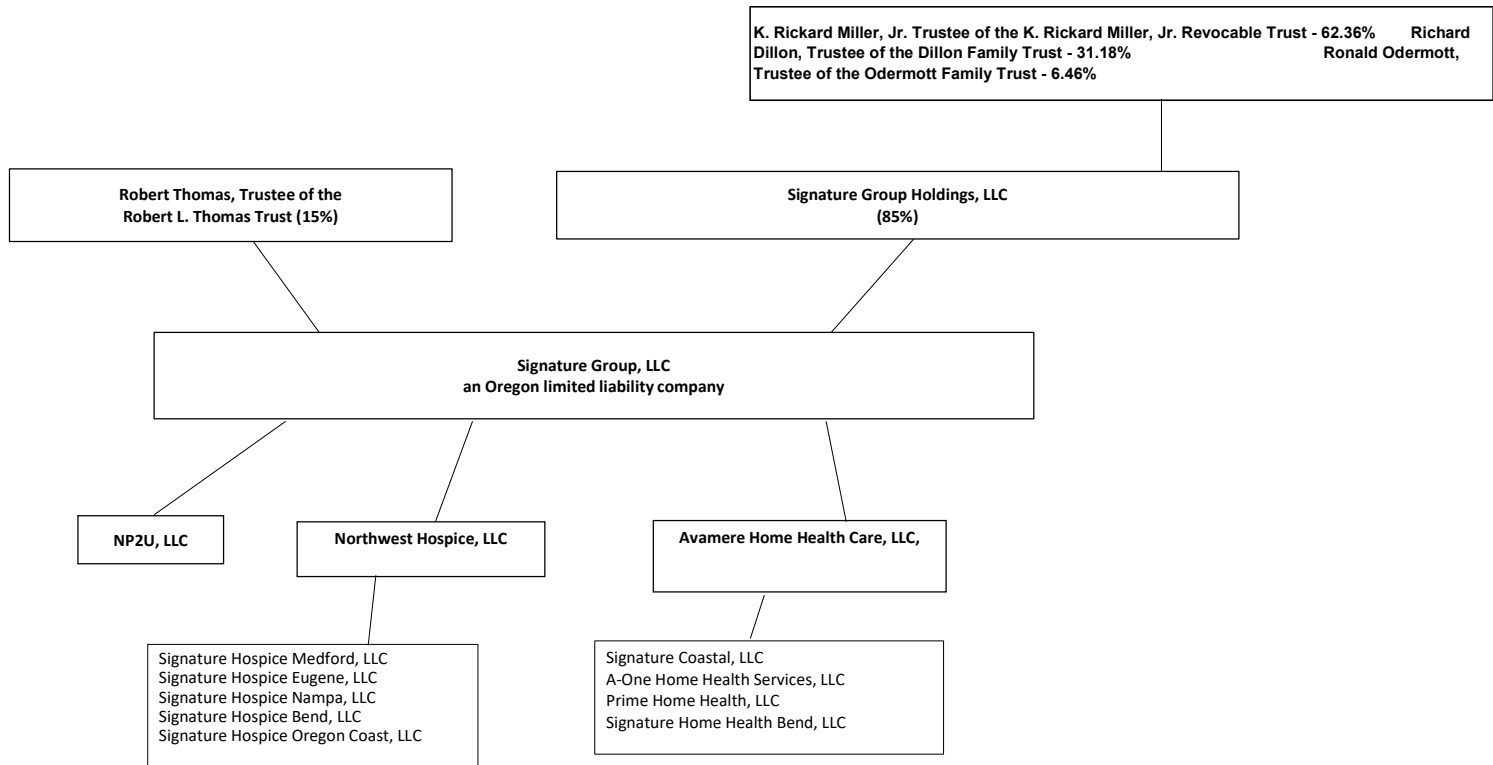 K. Rickard Miller, Jr. Trustee of the K. Rickard Miller, Jr. Revocable Trust - 62.36% Richard
Dillon, Trustee of the Dillon Family Trust - 31.18% Ronald Odermott,
Trustee of the Odermott Family Trust - 6.46%
Robert Thomas, Trustee of the
Robert L. Thomas Trust (15%)
Signature Group Holdings, LLC
(85%)
Signature Group, LLC
an Oregon limited liability company
NP2U, LLC
Northwest Hospice, LLC
Avamere Home Health Care, LLC,
Signature Hospice Medford, LLC
Signature Hospice Eugene, LLC
Signature Hospice Nampa, LLC
Signature Hospice Bend, LLC
Signature Hospice Oregon Coast, LLC
Signature Coastal, LLC
A-One Home Health Services, LLC
Prime Home Health, LLC
Signature Home Health Bend, LLC